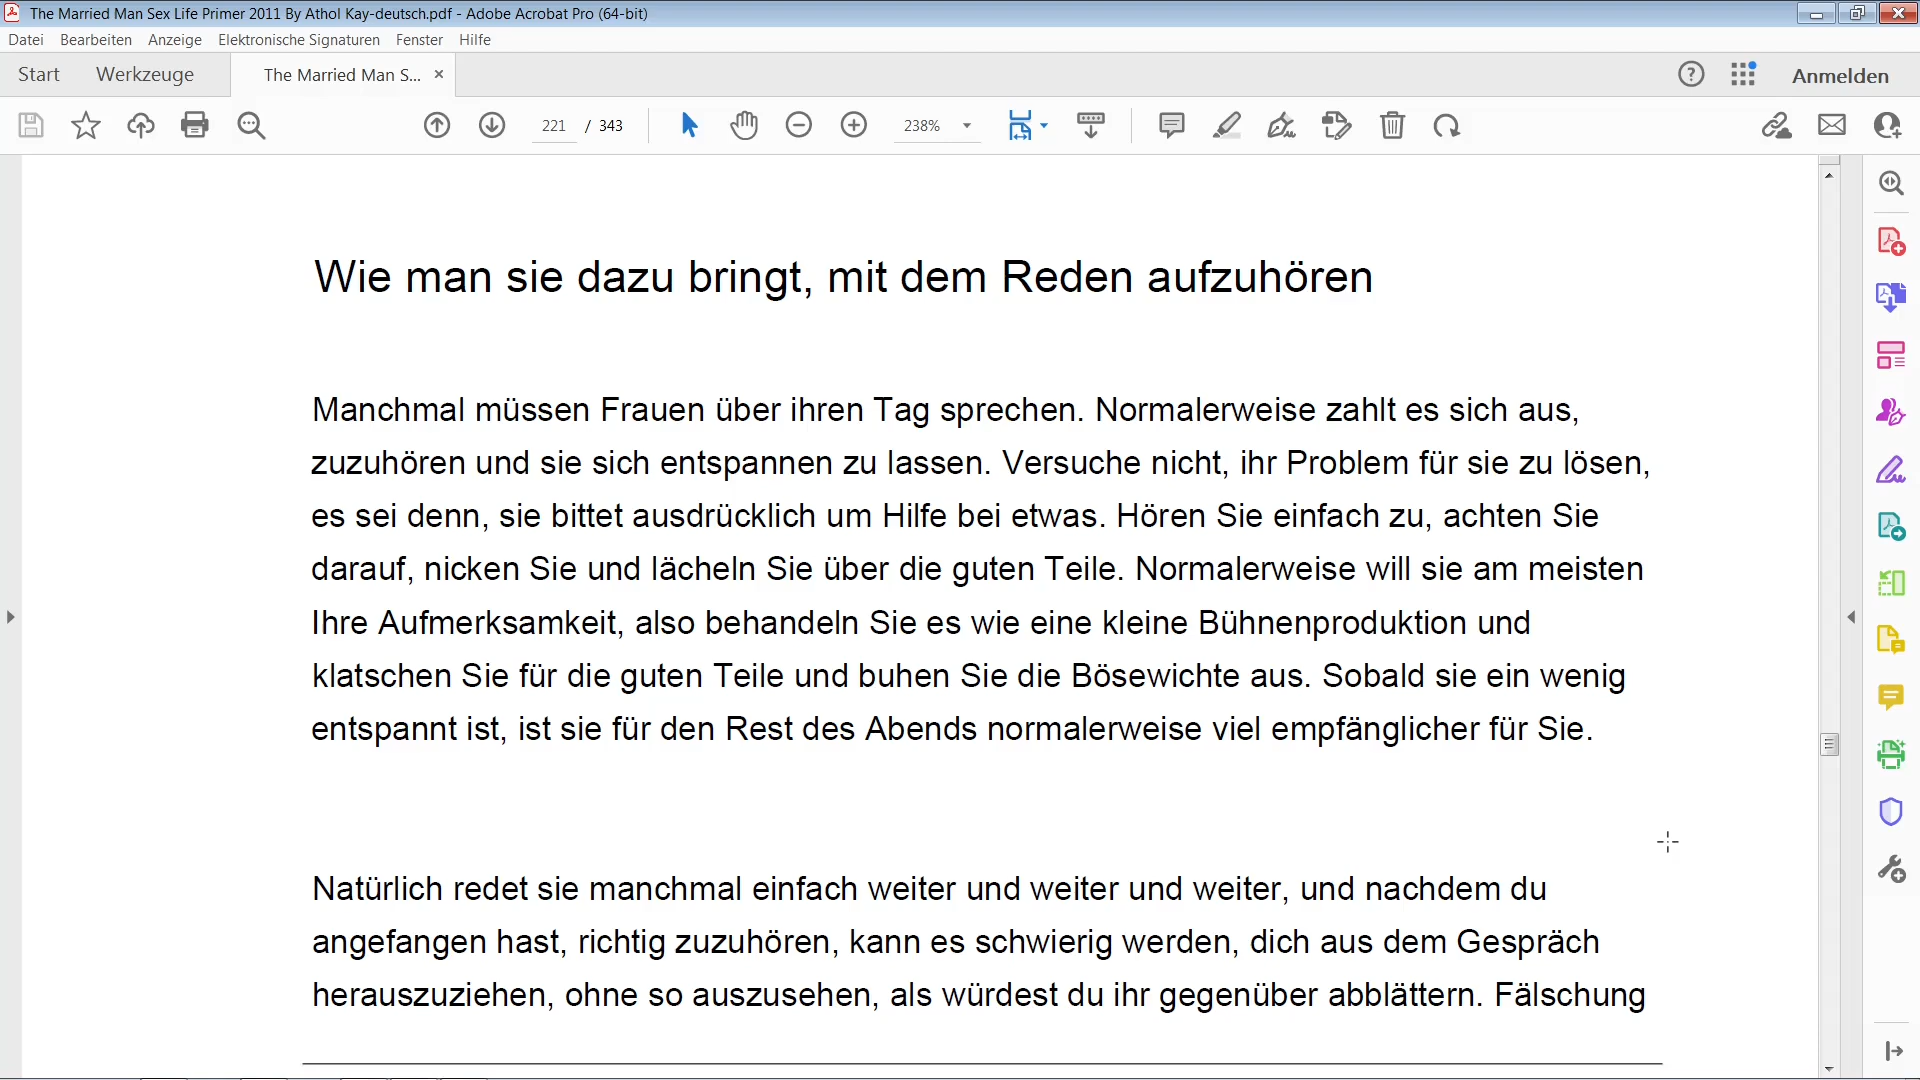 The Married Man Sex Life Primer 2011 By Athol Kay-deutsch.pdf - Adobe Acrobat Pro (64-bit)
Datei Bearbeiten Anzeige Elektronische Signaturen Fenster Hilfe
Start Werkzeuge The Married Man S... × Anmelden
221 / 343 238%
Wie man sie dazu bringt, mit dem Reden aufzuhören
Manchmal müssen Frauen über ihren Tag sprechen. Normalerweise zahlt es sich aus,
zuzuhören und sie sich entspannen zu lassen. Versuche nicht, ihr Problem für sie zu lösen,
es sei denn, sie bittet ausdrücklich um Hilfe bei etwas. Hören Sie einfach zu, achten Sie
darauf, nicken Sie und lächeln Sie über die guten Teile. Normalerweise will sie am meisten
Ihre Aufmerksamkeit, also behandeln Sie es wie eine kleine Bühnenproduktion und
klatschen Sie für die guten Teile und buhen Sie die Bösewichte aus. Sobald sie ein wenig
entspannt ist, ist sie für den Rest des Abends normalerweise viel empfänglicher für Sie.
Natürlich redet sie manchmal einfach weiter und weiter und weiter, und nachdem du
angefangen hast, richtig zuzuhören, kann es schwierig werden, dich aus dem Gespräch
herauszuziehen, ohne so auszusehen, als würdest du ihr gegenüber abblättern. Fälschung